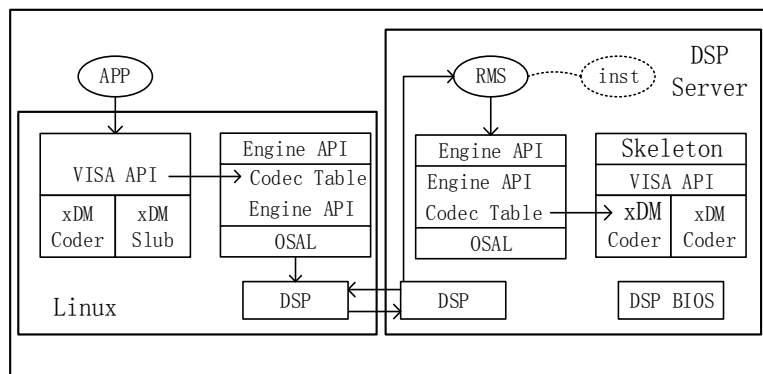 APP
VISA API
xDM
Coder
xDM
Slub
Engine API
Codec Table
Engine API
OSAL
DSP
Linux
RMS
inst
DSP
Server
Engine API
Engine API
Codec Table
OSAL
Skeleton
VISA API
xDM
Coder
xDM
Coder
DSP
DSP BIOS